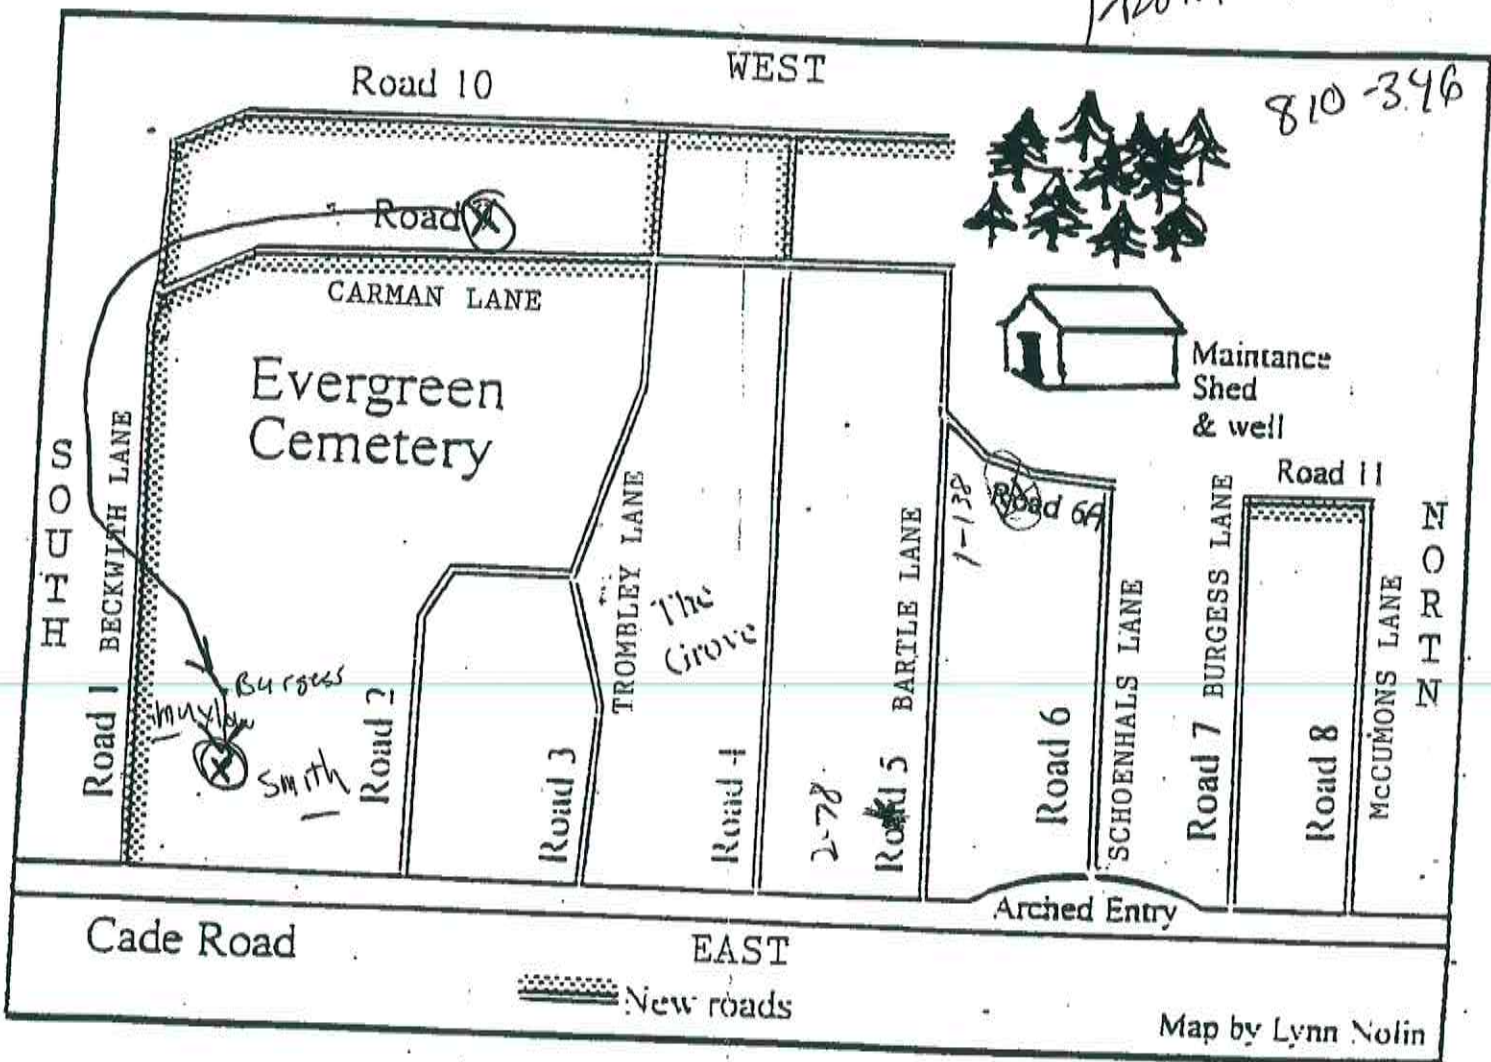 WEST
Road 10
810-346
Road
CARMAN LANE
Evergreen
Cemetery
Maintance
Shed
& well
Road 11
Road 6A
1-138
SOUTH
NORTN
Road 1 BECKWITH LANE
Burgess
Smith
Road 2
Road 3
TROMBLEY LANE
The
Grove
Road 4
2-78
Road 5 BARTLE LANE
Road 6
SCHOENHALS LANE
Road 7 BURGESS LANE
Road 8
McCUMONS LANE
Arched Entry
Cade Road
EAST
New roads
Map by Lynn Nolin